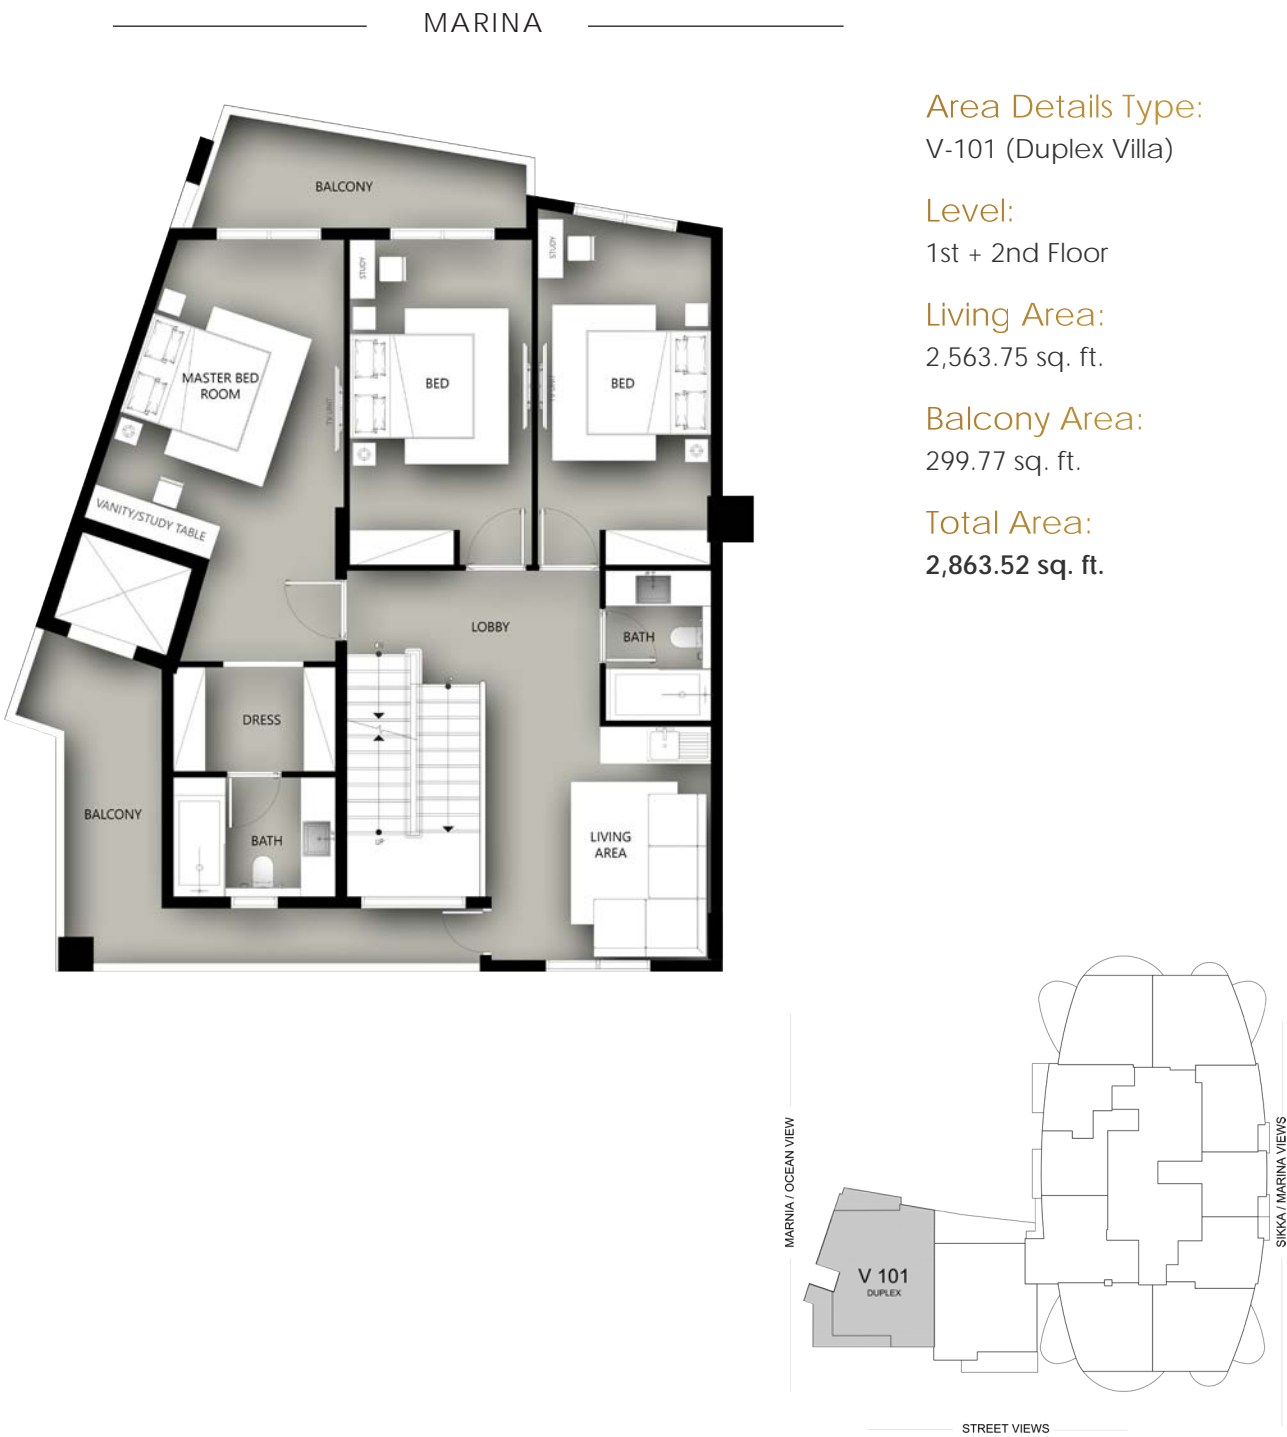 MARINA
Area Details Type:
V-101 (Duplex Villa)
Level:
1st + 2nd Floor
Living Area:
2,563.75 sq. ft.
Balcony Area:
299.77 sq. ft.
Total Area:
2,863.52 sq. ft.
BALCONY
STUDY
STUDY
MASTER BED
ROOM
BED
BED
TV UNIT
VANITY/STUDY TABLE
LOBBY
BATH
DRESS
BALCONY
BATH
UP
LIVING
AREA
MARNIA / OCEAN VIEW
SIKKA / MARINA VIEWS
V 101
DUPLEX
STREET VIEWS